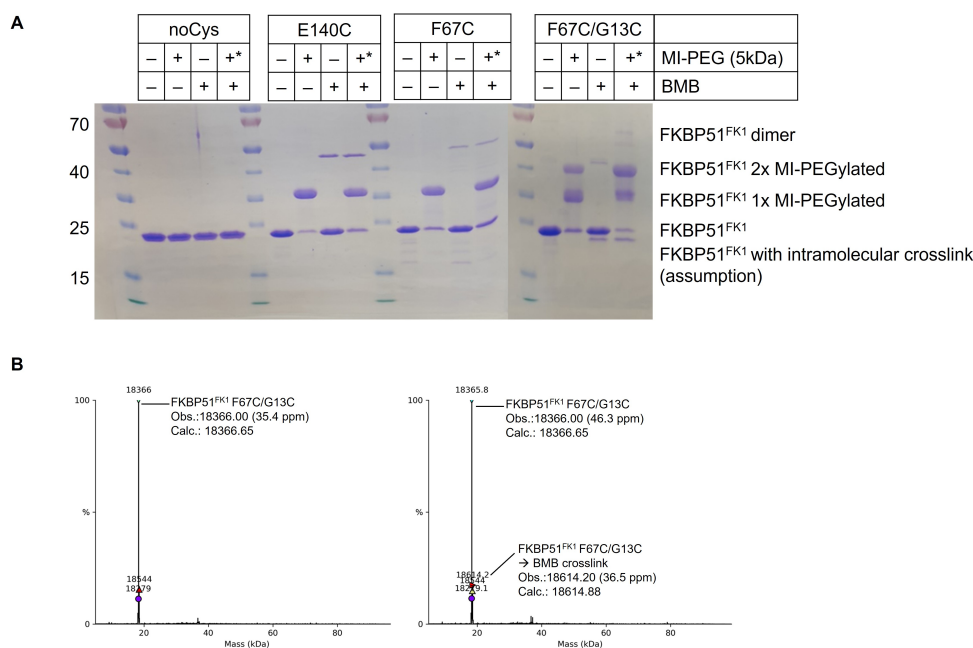 A
noCys
E140C
F67C
F67C/G13C
– + – +* – + – +* – + – +* – + – +* MI-PEG (5kDa)
– – + + – – + + – – + + – – + + BMB
70
40
25
15
FKBP51FK1 dimer
FKBP51FK1 2x MI-PEGylated
FKBP51FK1 1x MI-PEGylated
FKBP51FK1
FKBP51FK1 with intramolecular crosslink
(assumption)
B
18366
100
FKBP51FK1 F67C/G13C
Obs.:18366.00 (35.4 ppm)
Calc.: 18366.65
%
18544
18279
0
20 40 60 80
Mass (kDa)
18365.8
100
FKBP51FK1 F67C/G13C
Obs.:18366.00 (46.3 ppm)
Calc.: 18366.65
%
FKBP51FK1 F67C/G13C
→ BMB crosslink
Obs.:18614.20 (36.5 ppm)
Calc.: 18614.88
18614.2
18544
0
20 40 60 80
Mass (kDa)